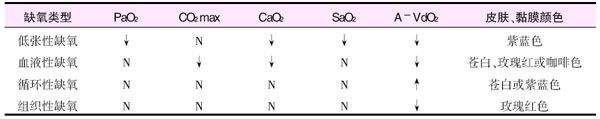 缺氧类型 PaO₂ CO₂max CaO₂ SaO₂ A－VdO₂ 皮肤、黏膜颜色
低张性缺氧 ↓ N ↓ ↓ ↓ 紫蓝色
血液性缺氧 N ↓ ↓ N ↓ 苍白、玫瑰红或咖啡色
循环性缺氧 N N N N ↑ 苍白或紫蓝色
组织性缺氧 N N N N ↓ 玫瑰红色